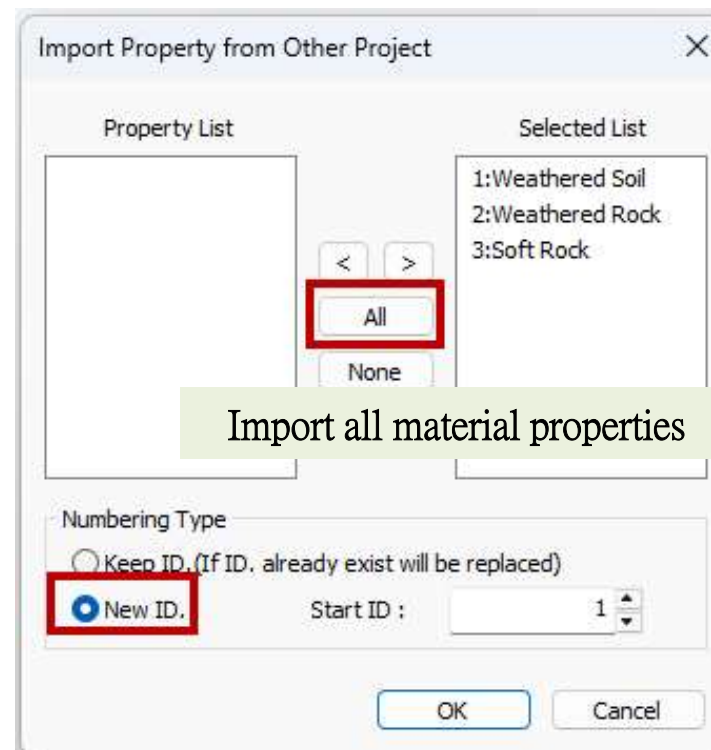 Import Property from Other Project
Property List
Selected List
1:Weathered Soil
2:Weathered Rock
3:Soft Rock
< >
All
None
Import all material properties
Numbering Type
Keep ID.(If ID. already exist will be replaced)
New ID. Start ID : 1
OK Cancel